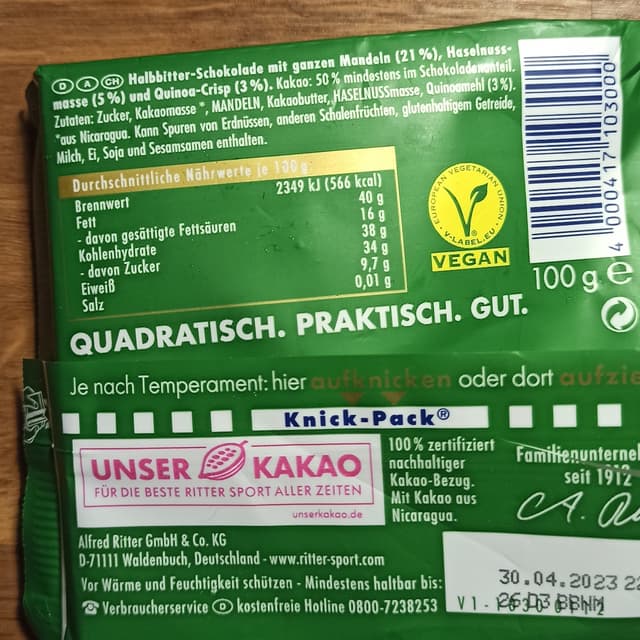 D A CH Halbbitter-Schokolade mit ganzen Mandeln (21 %), Haselnuss-
masse (5 %) und Quinoa-Crisp (3 %). Kakao: 50 % mindestens im Schokoladenanteil.
Zutaten: Zucker, Kakaomasse*, MANDELN, Kakaobutter, HASELNUSSmasse, Quinoamehl (3 %).
*aus Nicaragua. Kann Spuren von Erdnüssen, anderen Schalenfrüchten, glutenhaltigem Getreide,
Milch, Ei, Soja und Sesamsamen enthalten.
Durchschnittliche Nährwerte je 100 g
Brennwert 2349 kJ (566 kcal)
Fett 40 g
- davon gesättigte Fettsäuren 16 g
Kohlenhydrate 38 g
- davon Zucker 34 g
Eiweiß 9,7 g
Salz 0,01 g
EUROPEAN VEGETARIAN UNION
V-LABEL.EU
VEGAN
4 000417 103000
100 g e
QUADRATISCH. PRAKTISCH. GUT.
Je nach Temperament: hier aufknicken oder dort aufzie
Knick-Pack®
UNSER KAKAO
FÜR DIE BESTE RITTER SPORT ALLER ZEITEN
unserkakao.de
100 % zertifiziert
nachhaltiger
Kakao-Bezug.
Mit Kakao aus
Nicaragua.
Familienunterne
seit 1912
Alfred Ritter GmbH & Co. KG
D-71111 Waldenbuch, Deutschland - www.ritter-sport.com
Vor Wärme und Feuchtigkeit schützen - Mindestens haltbar bis:
Verbraucherservice D kostenfreie Hotline 0800-7238253
30.04.2023 22